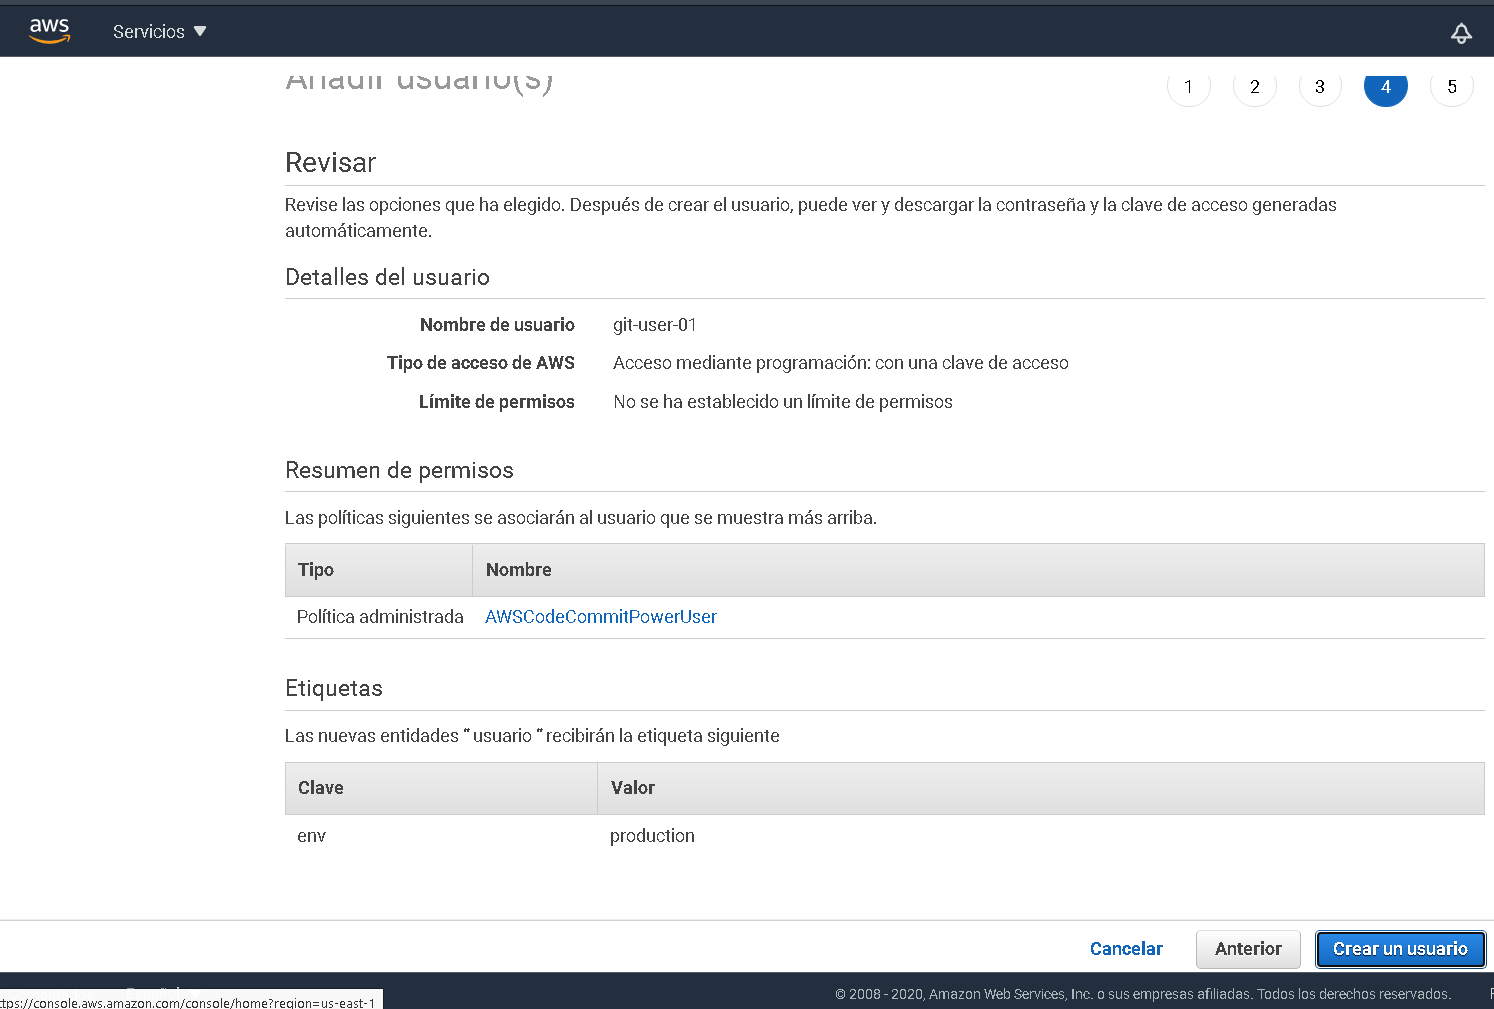 aws Servicios
Añadir usuario(s)
1 2 3 4 5
Revisar
Revise las opciones que ha elegido. Después de crear el usuario, puede ver y descargar la contraseña y la clave de acceso generadas
automáticamente.
Detalles del usuario
Nombre de usuario git-user-01
Tipo de acceso de AWS Acceso mediante programación: con una clave de acceso
Límite de permisos No se ha establecido un límite de permisos
Resumen de permisos
Las políticas siguientes se asociarán al usuario que se muestra más arriba.
Tipo Nombre
Política administrada AWSCodeCommitPowerUser
Etiquetas
Las nuevas entidades “ usuario “ recibirán la etiqueta siguiente
Clave Valor
env production
Cancelar Anterior Crear un usuario
ttps://console.aws.amazon.com/console/home?region=us-east-1
© 2008 - 2020, Amazon Web Services, Inc. o sus empresas afiliadas. Todos los derechos reservados.